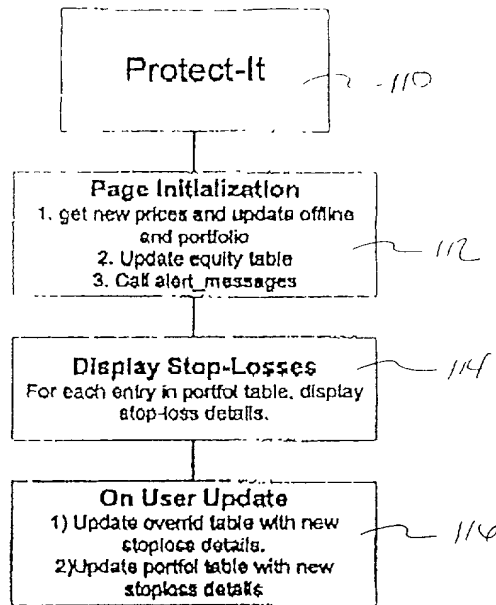 Protect-It
110
Page Initialization
1. get new prices and update offline
and portfolio
2. Update equity table
3. Call alert_messages
112
Display Stop-Losses
For each entry in portfol table, display
stop-loss details.
114
On User Update
1) Update overrid table with new
stoploss details.
2)Update portfol table with new
stoploss details
116